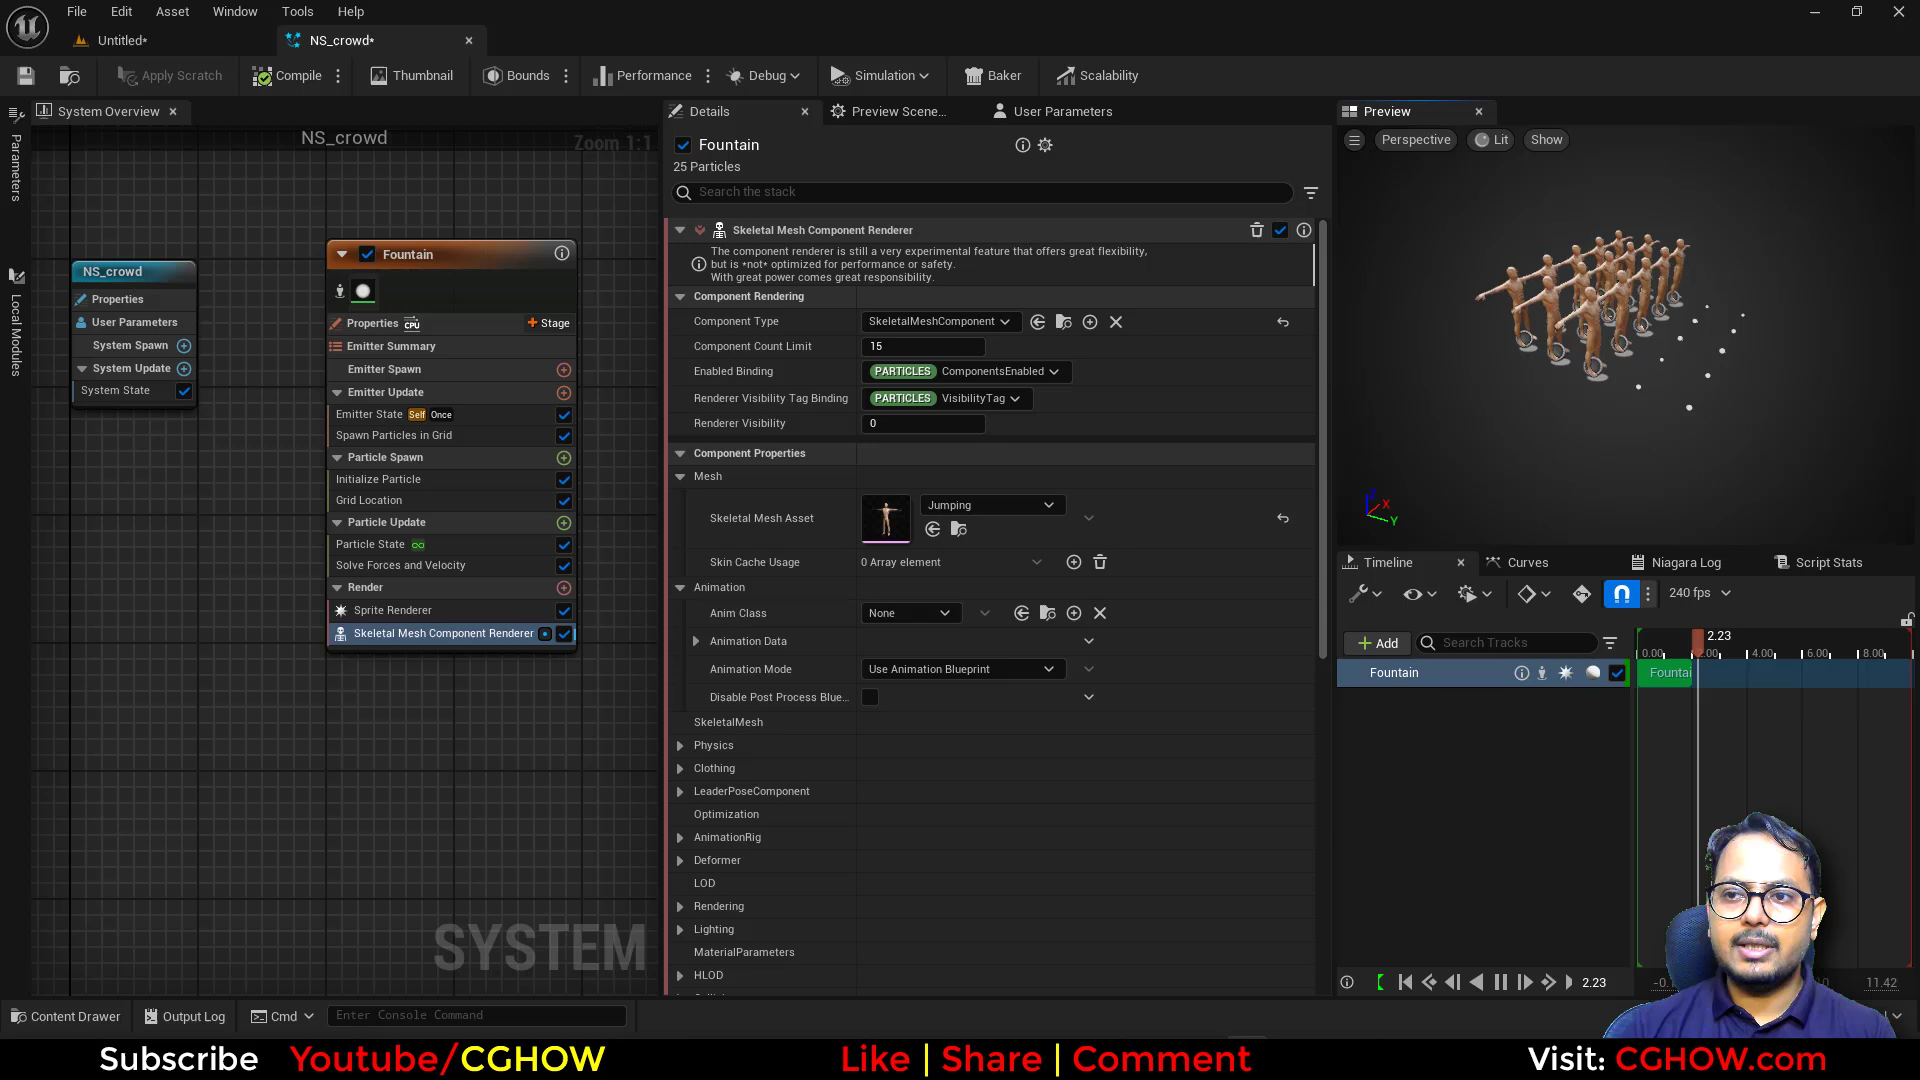 File Edit Asset Window Tools Help
Untitled* NS_crowd*
Apply Scratch Compile Thumbnail Bounds Performance Debug Simulation Baker Scalability
System Overview
NS_crowd
Zoom 1:1
Parameters
Local Modules
NS_crowd
Properties
User Parameters
System Spawn
System Update
System State
Fountain
Properties CPU Stage
Emitter Summary
Emitter Spawn
Emitter Update
Emitter State Self Once
Spawn Particles in Grid
Particle Spawn
Initialize Particle
Grid Location
Particle Update
Particle State
Solve Forces and Velocity
Render
Sprite Renderer
Skeletal Mesh Component Renderer
SYSTEM
Details Preview Scene... User Parameters
Fountain
25 Particles
Search the stack
Skeletal Mesh Component Renderer
The component renderer is still a very experimental feature that offers great flexibility,
but is *not* optimized for performance or safety.
With great power comes great responsibility.
Component Rendering
Component Type SkeletalMeshComponent
Component Count Limit 15
Enabled Binding PARTICLES ComponentsEnabled
Renderer Visibility Tag Binding PARTICLES VisibilityTag
Renderer Visibility 0
Component Properties
Mesh
Skeletal Mesh Asset Jumping
Skin Cache Usage 0 Array element
Animation
Anim Class None
Animation Data
Animation Mode Use Animation Blueprint
Disable Post Process Blue...
SkeletalMesh
Physics
Clothing
LeaderPoseComponent
Optimization
AnimationRig
Deformer
LOD
Rendering
Lighting
MaterialParameters
HLOD
Preview
Perspective Lit Show
X
Y
Timeline Curves Niagara Log Script Stats
240 fps
Add Search Tracks
2.23
0.00 2.00 4.00 6.00 8.00
Fountain Fountai
2.23 11.42
Content Drawer Output Log Cmd Enter Console Command
Subscribe Youtube/CGHOW Like | Share | Comment Visit: CGHOW.com